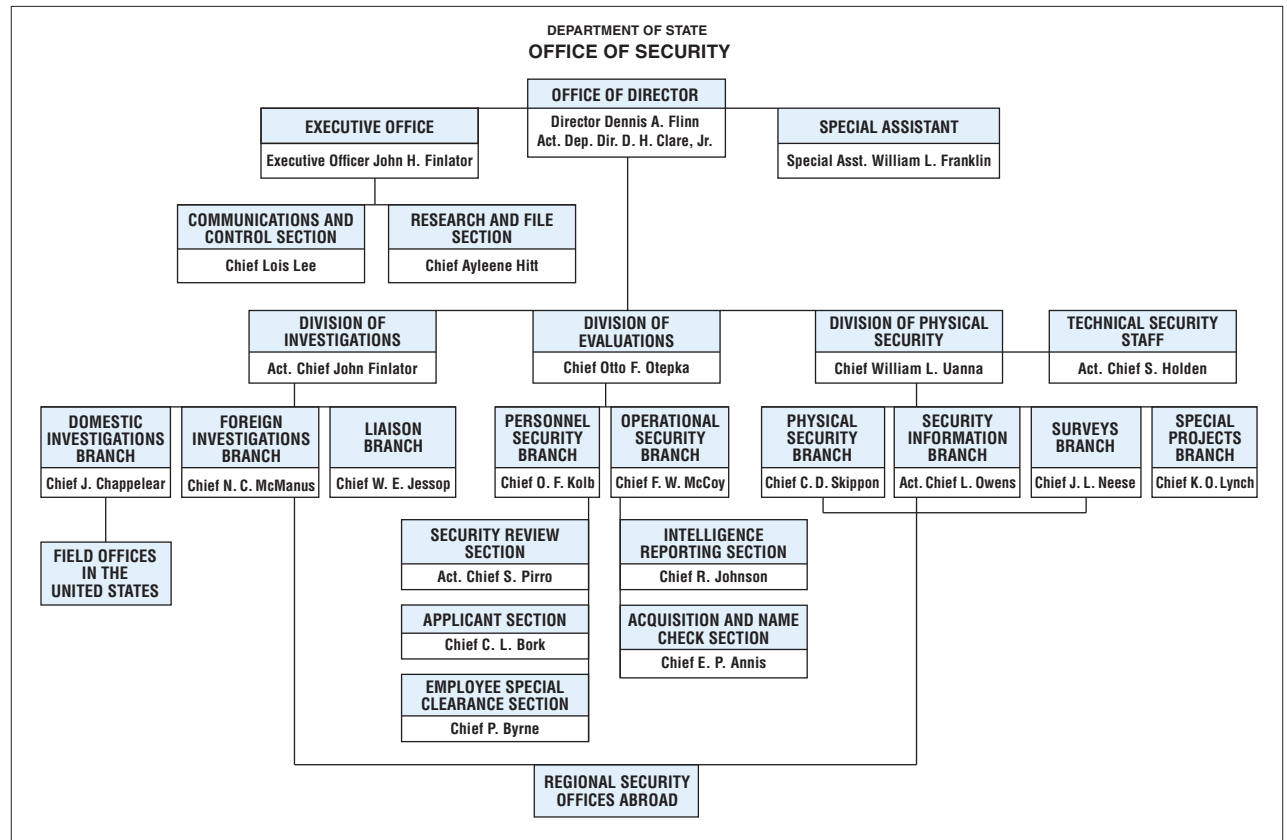 DEPARTMENT OF STATE
OFFICE OF SECURITY
OFFICE OF DIRECTOR
Director Dennis A. Flinn
Act. Dep. Dir. D. H. Clare, Jr.
EXECUTIVE OFFICE
Executive Officer John H. Finlator
SPECIAL ASSISTANT
Special Asst. William L. Franklin
COMMUNICATIONS AND
CONTROL SECTION
Chief Lois Lee
RESEARCH AND FILE
SECTION
Chief Ayleene Hitt
DIVISION OF
INVESTIGATIONS
Act. Chief John Finlator
DIVISION OF
EVALUATIONS
Chief Otto F. Otepka
DIVISION OF PHYSICAL
SECURITY
Chief William L. Uanna
TECHNICAL SECURITY
STAFF
Act. Chief S. Holden
DOMESTIC
INVESTIGATIONS
BRANCH
Chief J. Chappelear
FOREIGN
INVESTIGATIONS
BRANCH
Chief N. C. McManus
LIAISON
BRANCH
Chief W. E. Jessop
PERSONNEL
SECURITY
BRANCH
Chief O. F. Kolb
OPERATIONAL
SECURITY
BRANCH
Chief F. W. McCoy
PHYSICAL
SECURITY
BRANCH
Chief C. D. Skippon
SECURITY
INFORMATION
BRANCH
Act. Chief L. Owens
SURVEYS
BRANCH
Chief J. L. Neese
SPECIAL
PROJECTS
BRANCH
Chief K. O. Lynch
FIELD OFFICES
IN THE
UNITED STATES
SECURITY REVIEW
SECTION
Act. Chief S. Pirro
INTELLIGENCE
REPORTING SECTION
Chief R. Johnson
APPLICANT SECTION
Chief C. L. Bork
ACQUISITION AND NAME
CHECK SECTION
Chief E. P. Annis
EMPLOYEE SPECIAL
CLEARANCE SECTION
Chief P. Byrne
REGIONAL SECURITY
OFFICES ABROAD